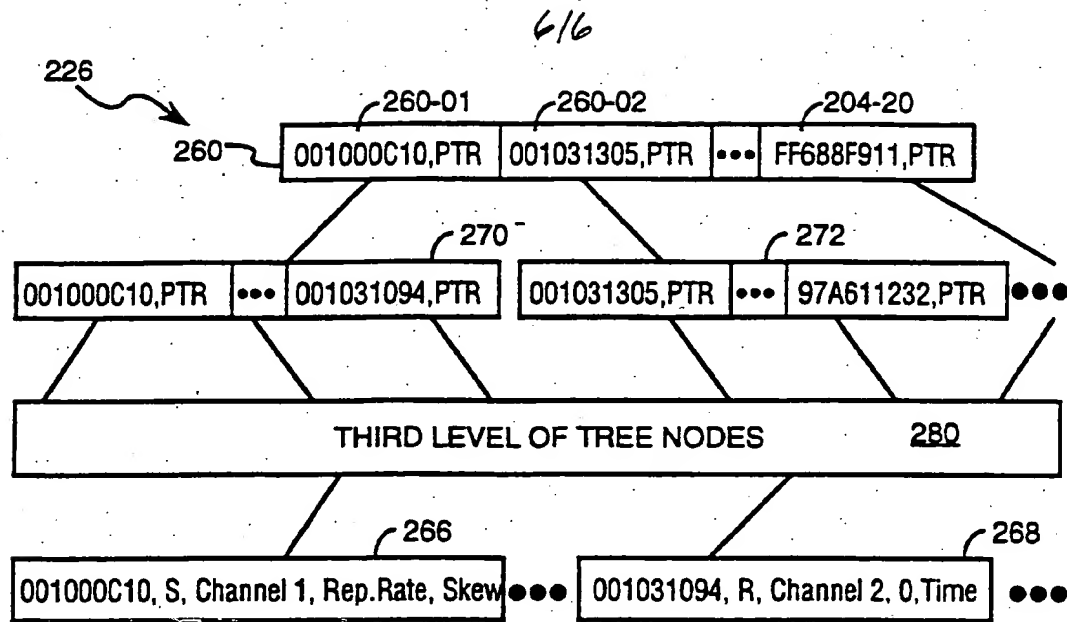 6/6
226
260-01 260-02 204-20
260 001000C10,PTR 001031305,PTR ••• FF688F911,PTR
270 272
001000C10,PTR ••• 001031094,PTR 001031305,PTR ••• 97A611232,PTR •••
THIRD LEVEL OF TREE NODES 280
266 268
001000C10, S, Channel 1, Rep.Rate, Skew ••• 001031094, R, Channel 2, 0,Time •••